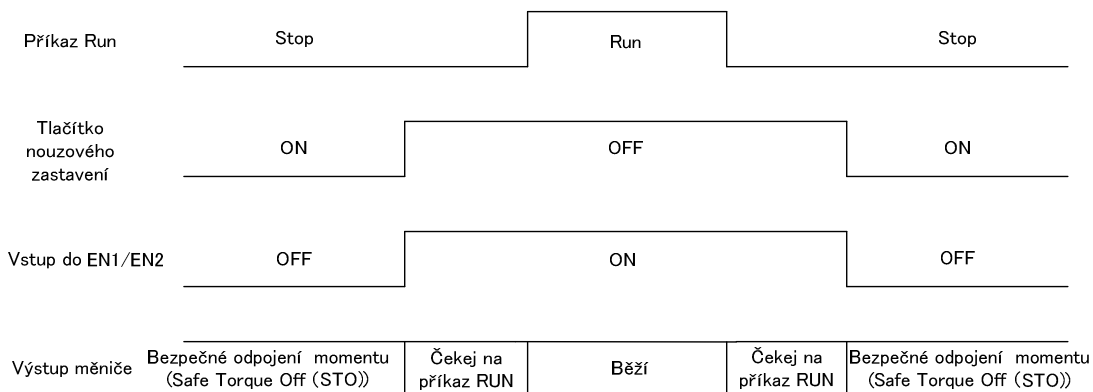 Příkaz Run
Stop
Run
Stop
Tlačítko
nouzového
zastavení
ON
OFF
ON
Vstup do EN1/EN2
OFF
ON
OFF
Výstup měniče
Bezpečné odpojení momentu
(Safe Torque Off (STO))
Čekej na
příkaz RUN
Běží
Čekej na
příkaz RUN
Bezpečné odpojení momentu
(Safe Torque Off (STO))